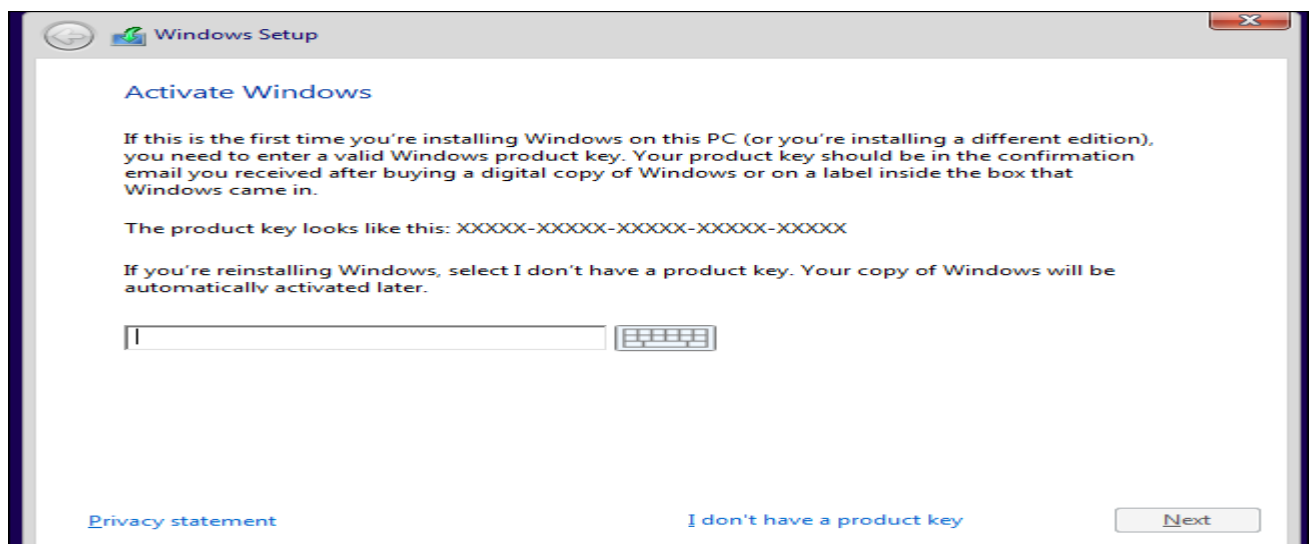 Windows Setup
Activate Windows
If this is the first time you're installing Windows on this PC (or you're installing a different edition),
you need to enter a valid Windows product key. Your product key should be in the confirmation
email you received after buying a digital copy of Windows or on a label inside the box that
Windows came in.
The product key looks like this: XXXXX-XXXXX-XXXXX-XXXXX-XXXXX
If you're reinstalling Windows, select I don't have a product key. Your copy of Windows will be
automatically activated later.
Privacy statement
I don't have a product key
Next